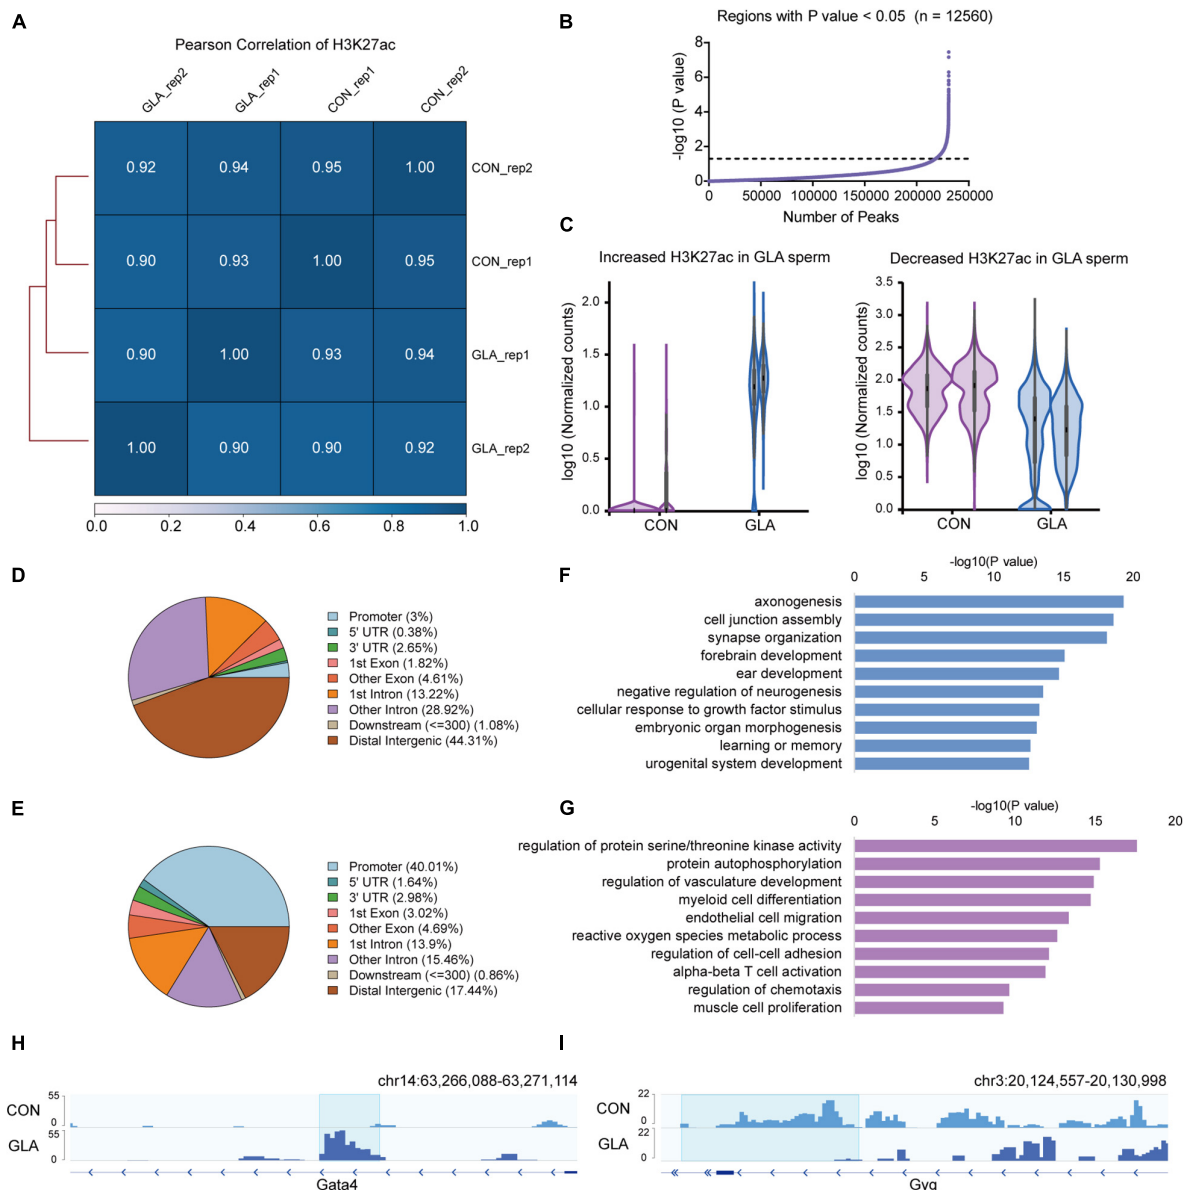 A
Pearson Correlation of H3K27ac
GLA_rep2
GLA_rep1
CON_rep1
CON_rep2
0.92 0.94 0.95 1.00 CON_rep2
0.90 0.93 1.00 0.95 CON_rep1
0.90 1.00 0.93 0.94 GLA_rep1
1.00 0.90 0.90 0.92 GLA_rep2
0.0 0.2 0.4 0.6 0.8 1.0
B
Regions with P value < 0.05 (n = 12560)
-log10 (P value)
8
6
4
2
0
0 50000 100000 150000 200000 250000
Number of Peaks
C
Increased H3K27ac in GLA sperm
log10 (Normalized counts)
2.0
1.5
1.0
0.5
0.0
CON GLA
Decreased H3K27ac in GLA sperm
log10 (Normalized counts)
3.5
3.0
2.5
2.0
1.5
1.0
0.5
0.0
CON GLA
D
Promoter (3%)
5' UTR (0.38%)
3' UTR (2.65%)
1st Exon (1.82%)
Other Exon (4.61%)
1st Intron (13.22%)
Other Intron (28.92%)
Downstream (<=300) (1.08%)
Distal Intergenic (44.31%)
E
Promoter (40.01%)
5' UTR (1.64%)
3' UTR (2.98%)
1st Exon (3.02%)
Other Exon (4.69%)
1st Intron (13.9%)
Other Intron (15.46%)
Downstream (<=300) (0.86%)
Distal Intergenic (17.44%)
F
-log10(P value)
0 5 10 15 20
axonogenesis
cell junction assembly
synapse organization
forebrain development
ear development
negative regulation of neurogenesis
cellular response to growth factor stimulus
embryonic organ morphogenesis
learning or memory
urogenital system development
G
-log10(P value)
0 5 10 15 20
regulation of protein serine/threonine kinase activity
protein autophosphorylation
regulation of vasculature development
myeloid cell differentiation
endothelial cell migration
reactive oxygen species metabolic process
regulation of cell-cell adhesion
alpha-beta T cell activation
regulation of chemotaxis
muscle cell proliferation
H
chr14:63,266,088-63,271,114
CON
55
0
GLA
55
0
Gata4
I
chr3:20,124,557-20,130,998
CON
22
0
GLA
22
0
Gyg